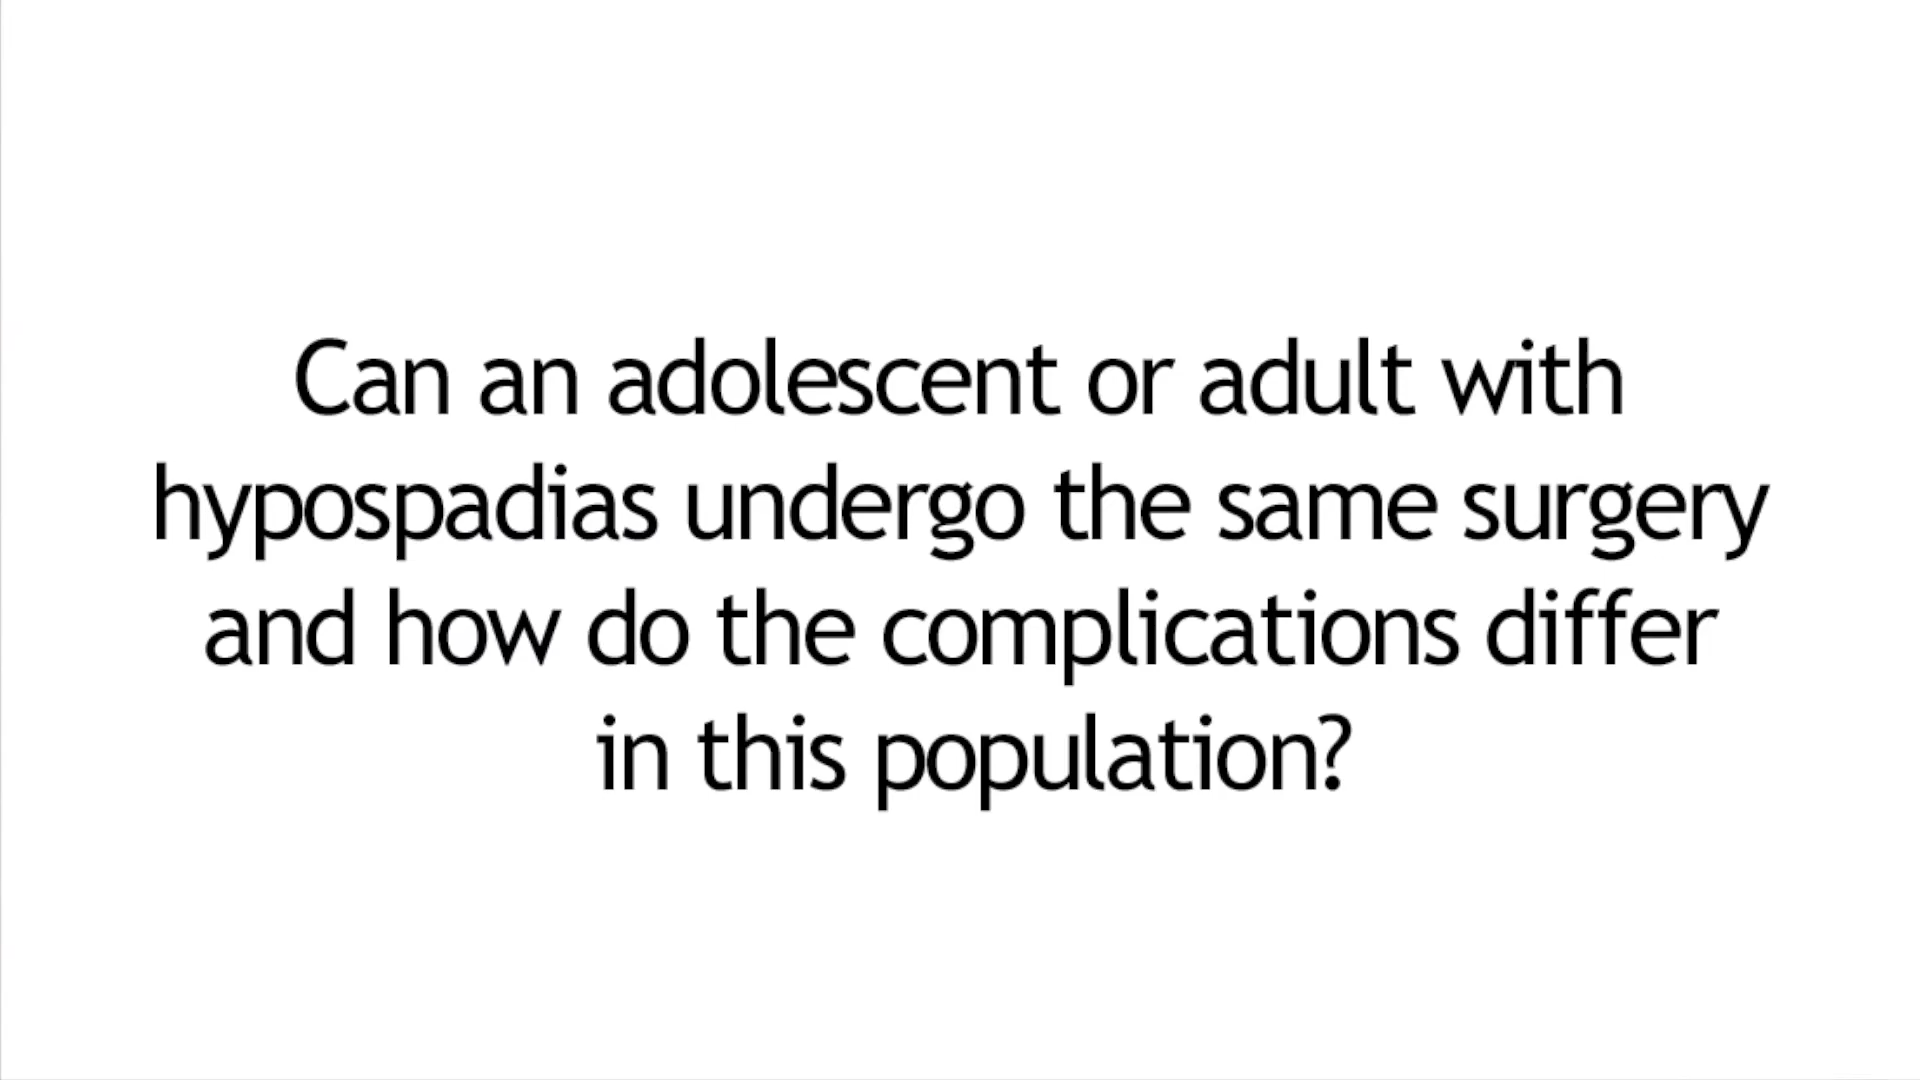 Can an adolescent or adult with
hypospadias undergo the same surgery
and how do the complications differ
in this population?